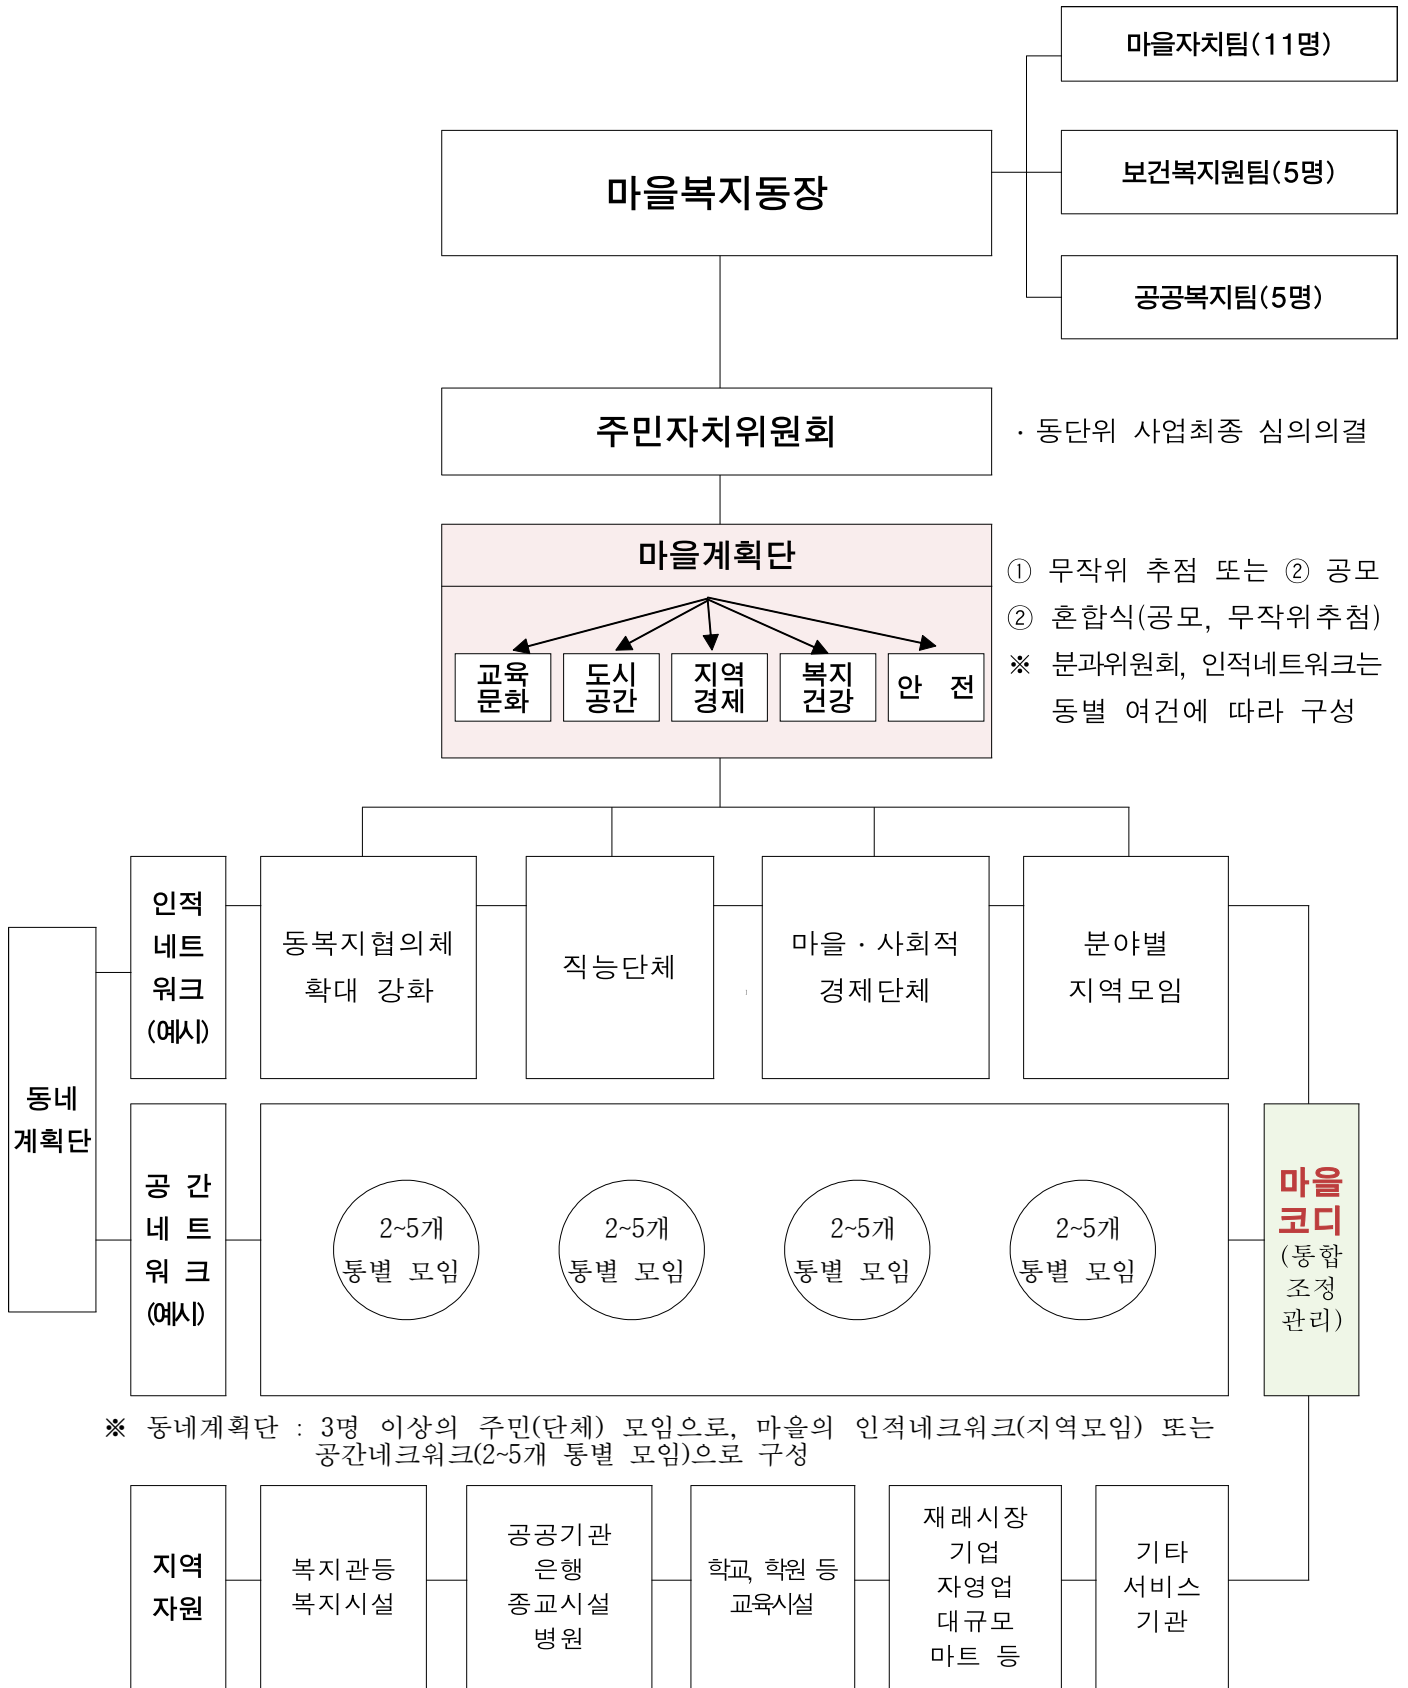 마을자치팀(11명)
마을복지동장
보건복지원팀(5명)
공공복지팀(5명)
주민자치위원회
· 동단위 사업최종 심의의결
마을계획단
① 무작위 추점 또는 ② 공모
② 혼합식(공모, 무작위추첨)
※ 분과위원회, 인적네트워크는
동별 여건에 따라 구성
교육
문화
도시
공간
지역
경제
복지
건강
안 전
동네
계획단
인적
네트
워크
(예시)
동복지협의체
확대 강화
직능단체
마을 · 사회적
경제단체
분야별
지역모임
공 간
네 트
워 크
(예시)
2~5개
통별 모임
2~5개
통별 모임
2~5개
통별 모임
2~5개
통별 모임
마을
코디
(통합
조정
관리)
※ 동네계획단 : 3명 이상의 주민(단체) 모임으로, 마을의 인적네크워크(지역모임) 또는
공간네크워크(2~5개 통별 모임)으로 구성
지역
자원
복지관등
복지시설
공공기관
은행
종교시설
병원
학교, 학원 등
교육시설
재래시장
기업
자영업
대규모
마트 등
기타
서비스
기관